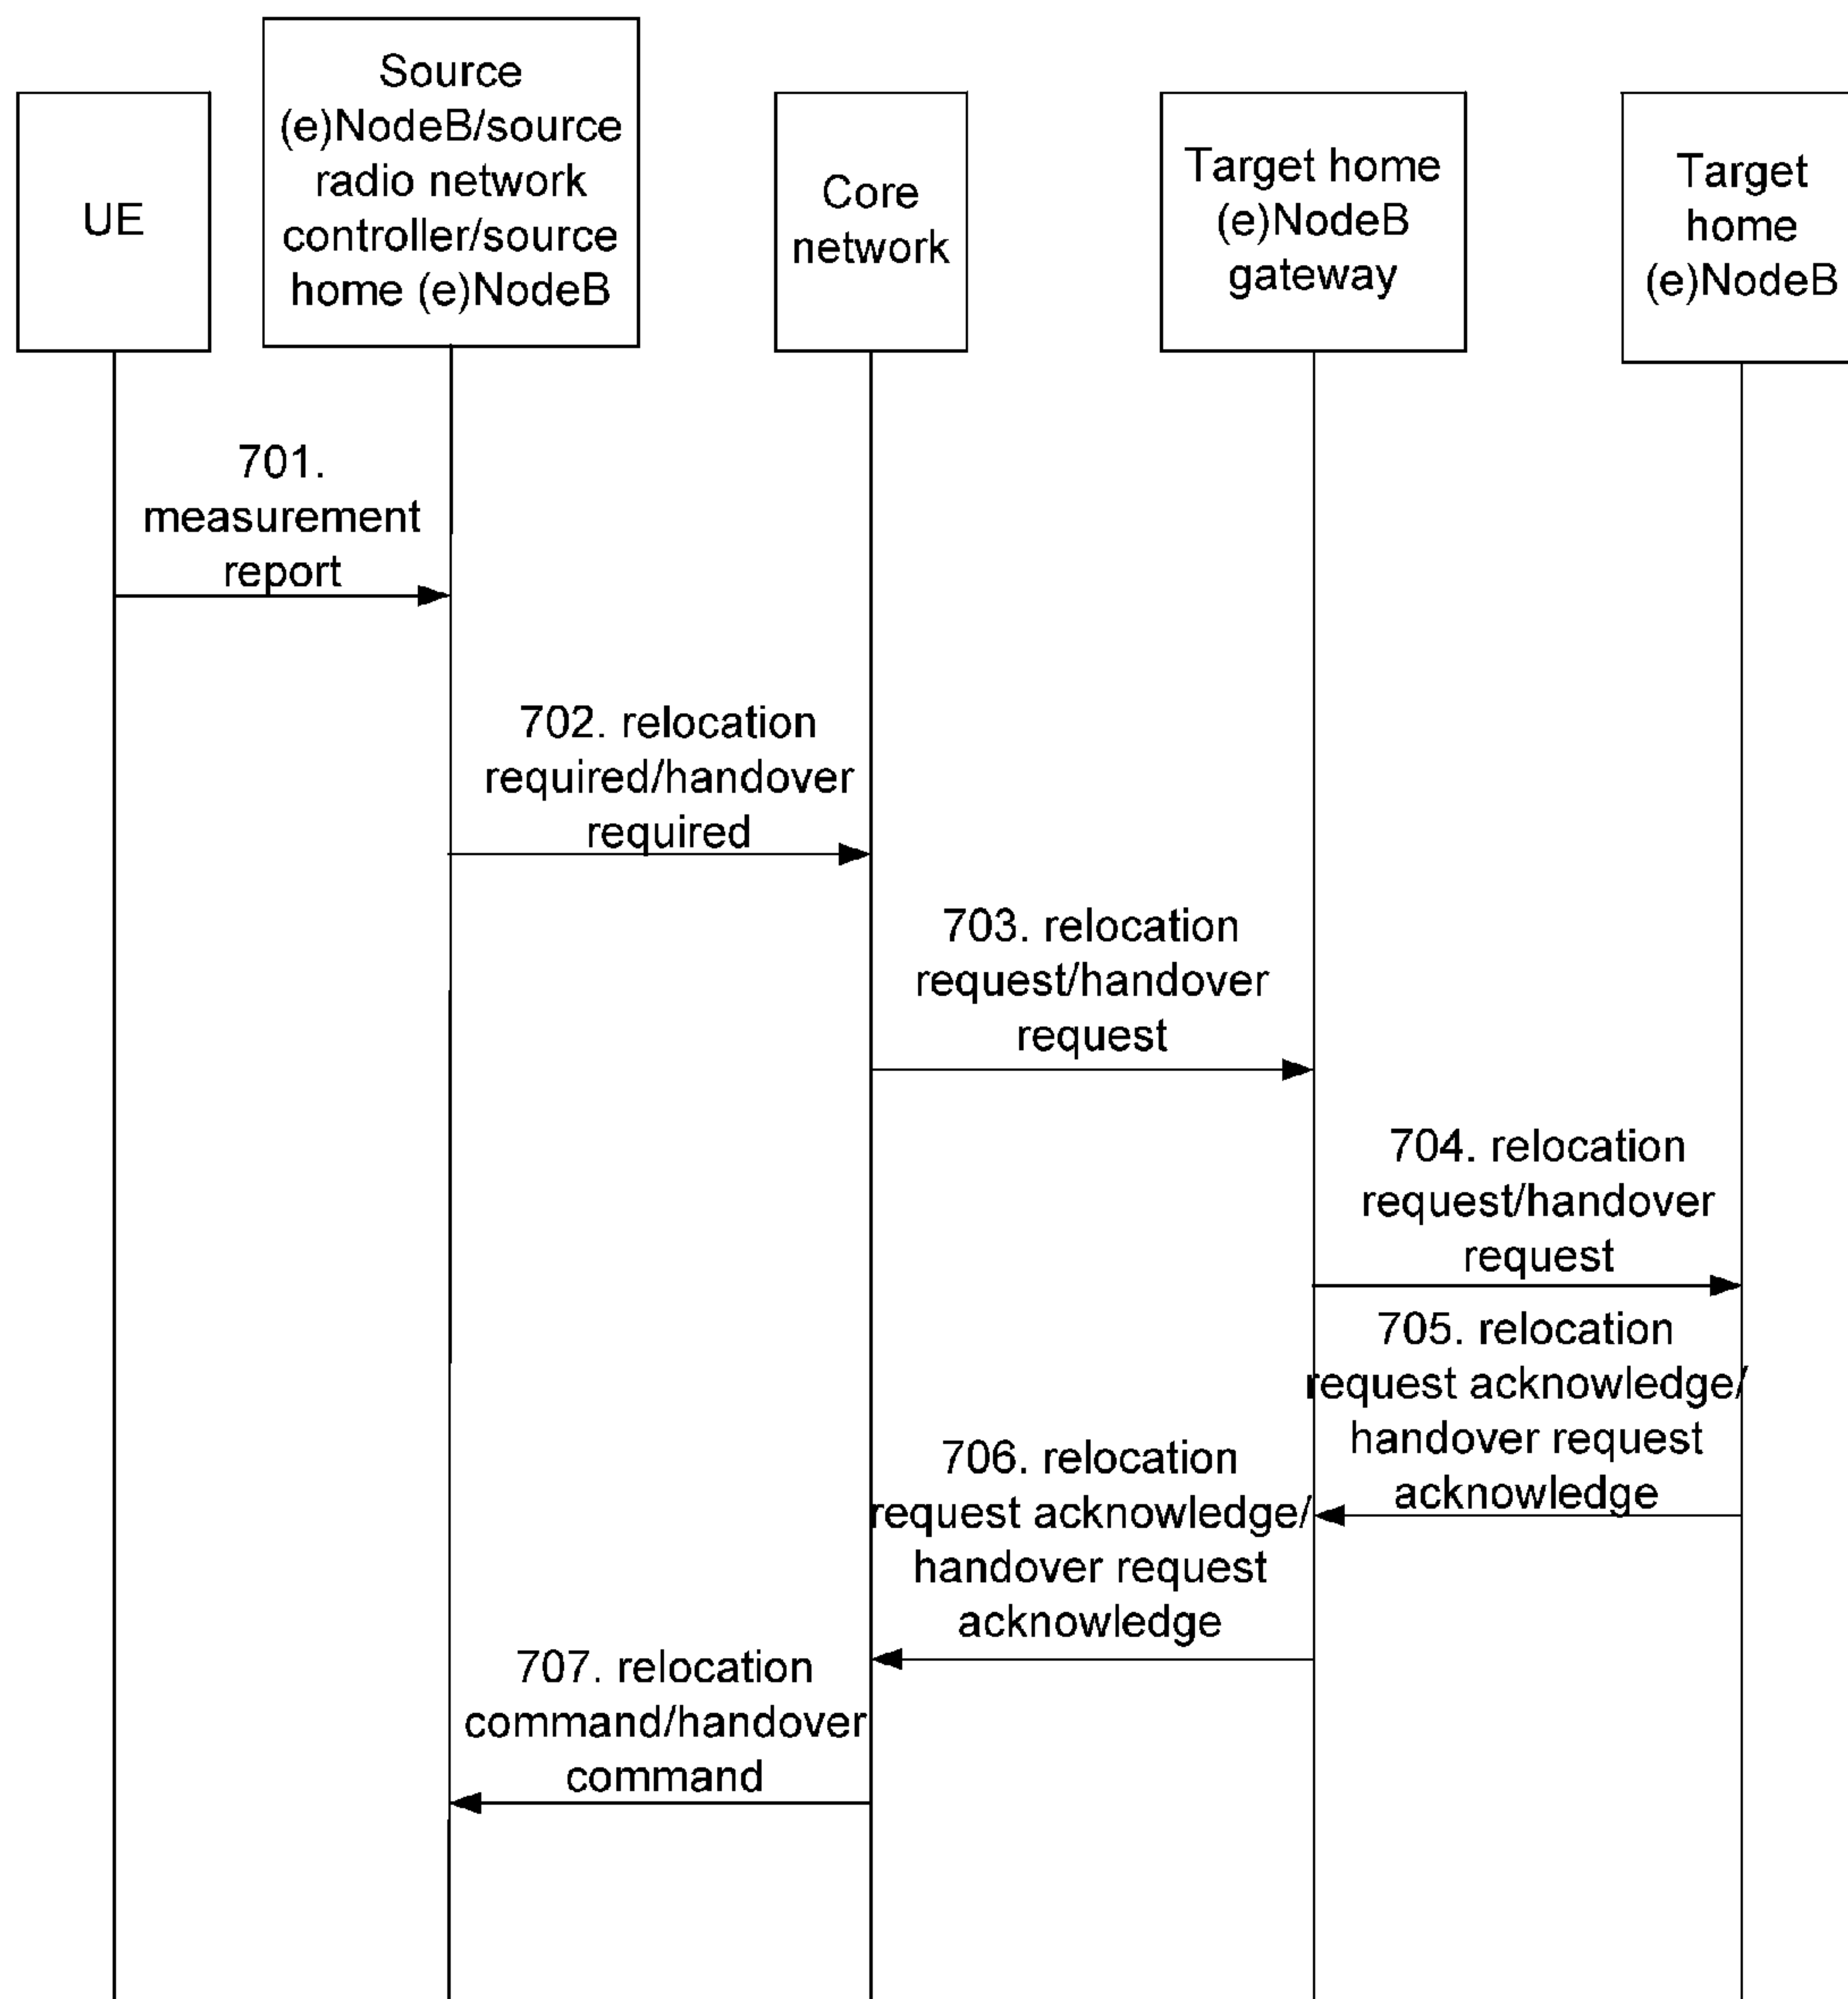 UE
Source
(e)NodeB/source
radio network
controller/source
home (e)NodeB
Core
network
Target home
(e)NodeB
gateway
Target
home
(e)NodeB
701.
measurement
report
702. relocation
required/handover
required
703. relocation
request/handover
request
704. relocation
request/handover
request
705. relocation
request acknowledge/
handover request
acknowledge
706. relocation
request acknowledge/
handover request
acknowledge
707. relocation
command/handover
command